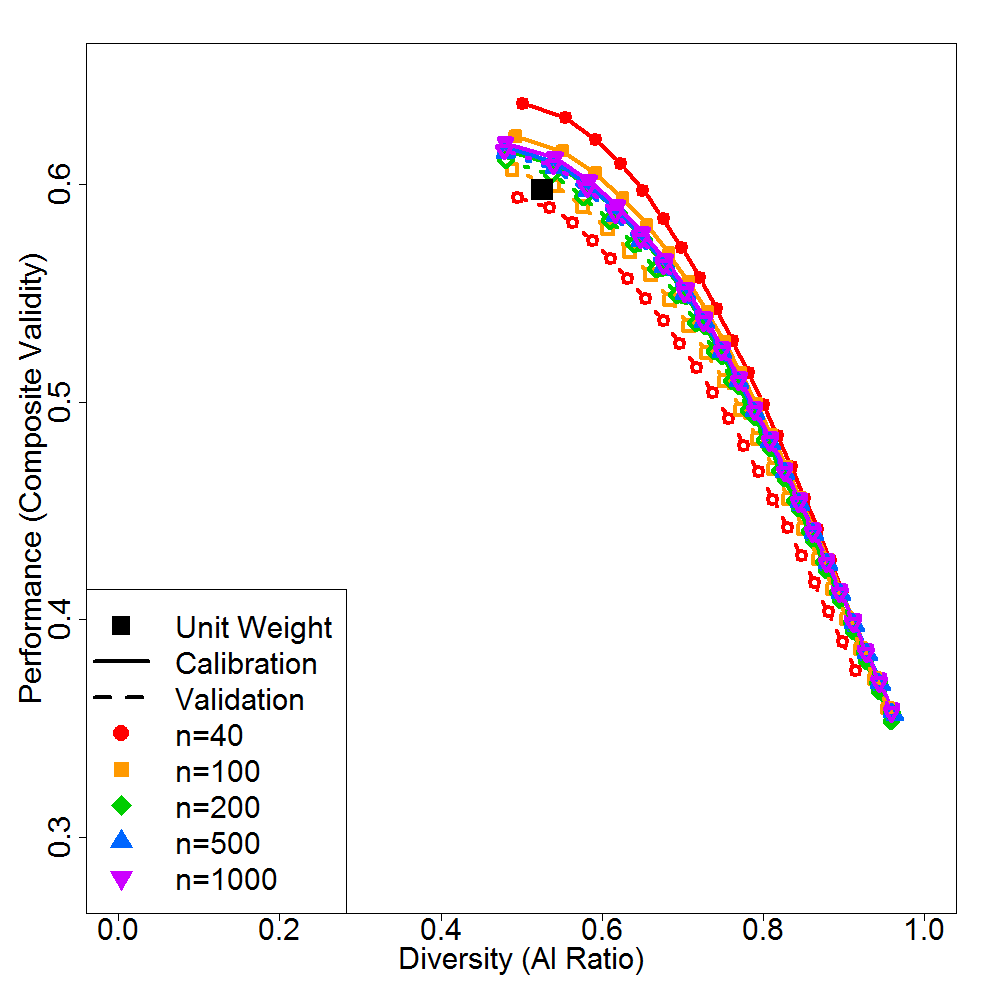 Performance (Composite Validity)
0.6
0.5
0.4
0.3
Unit Weight
Calibration
Validation
n=40
n=100
n=200
n=500
n=1000
0.0 0.2 0.4 0.6 0.8 1.0
Diversity (AI Ratio)